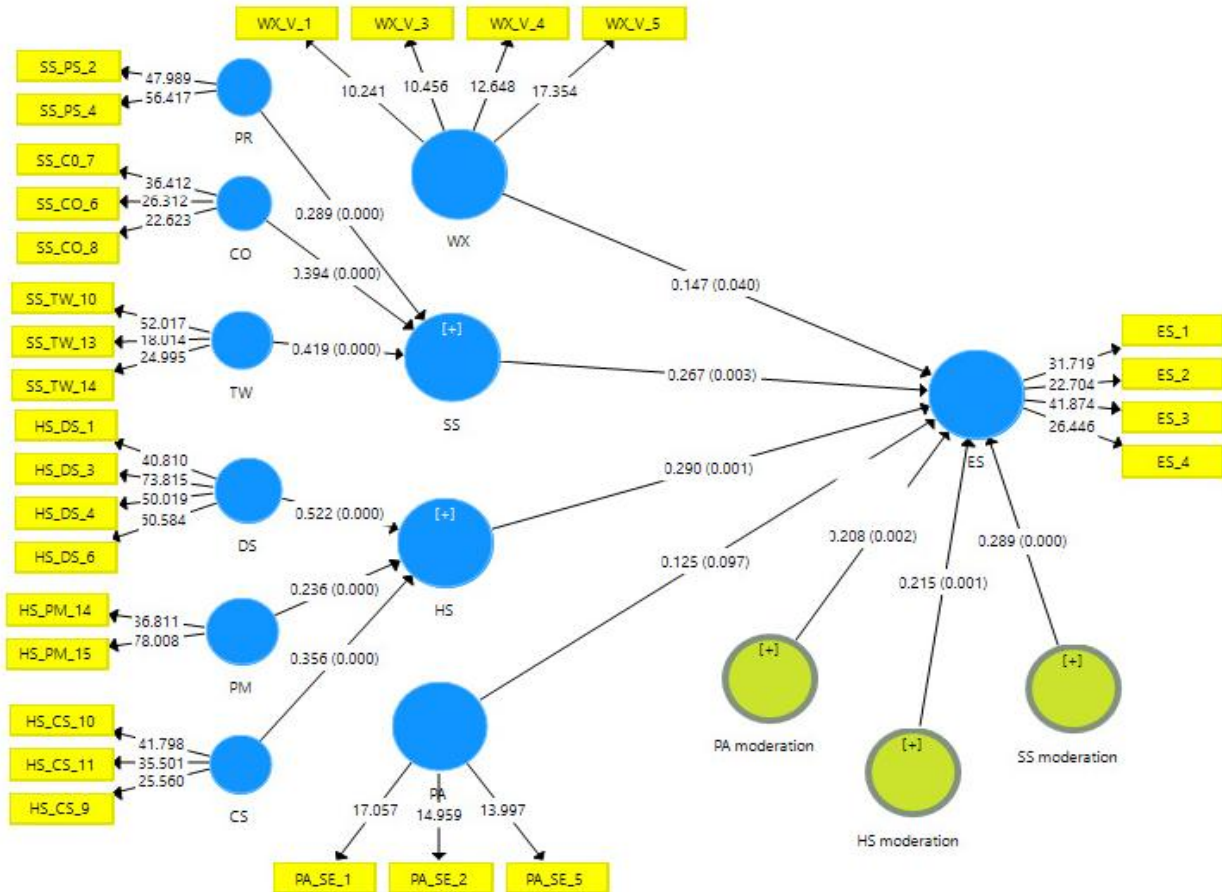 WX_V_1
WX_V_3
WX_V_4
WX_V_5
10.241
10.456
12.648
17.354
WX
SS_PS_2
SS_PS_4
47.989
56.417
PR
SS_C0_7
SS_CO_6
SS_CO_8
36.412
26.312
22.623
CO
SS_TW_10
SS_TW_13
SS_TW_14
52.017
18.014
24.995
TW
0.289 (0.000)
0.394 (0.000)
0.419 (0.000)
[+]
SS
HS_DS_1
HS_DS_3
HS_DS_4
HS_DS_6
40.810
73.815
50.019
50.584
DS
HS_PM_14
HS_PM_15
36.811
78.008
PM
HS_CS_10
HS_CS_11
HS_CS_9
41.798
35.501
25.560
CS
0.522 (0.000)
0.236 (0.000)
0.356 (0.000)
[+]
HS
PA
17.057
14.959
13.997
PA_SE_1
PA_SE_2
PA_SE_5
0.147 (0.040)
0.267 (0.003)
0.290 (0.001)
0.125 (0.097)
0.208 (0.002)
0.215 (0.001)
0.289 (0.000)
ES
31.719
22.704
41.874
26.446
ES_1
ES_2
ES_3
ES_4
[+]
PA moderation
[+]
HS moderation
[+]
SS moderation